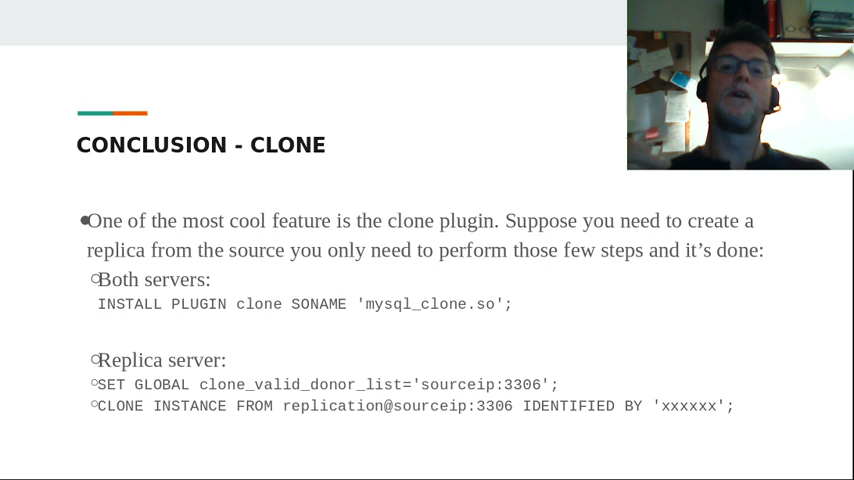 CONCLUSION - CLONE
One of the most cool feature is the clone plugin. Suppose you need to create a
replica from the source you only need to perform those few steps and it’s done:
Both servers:
INSTALL PLUGIN clone SONAME 'mysql_clone.so';
Replica server:
SET GLOBAL clone_valid_donor_list='sourceip:3306';
CLONE INSTANCE FROM replication@sourceip:3306 IDENTIFIED BY 'xxxxxx';